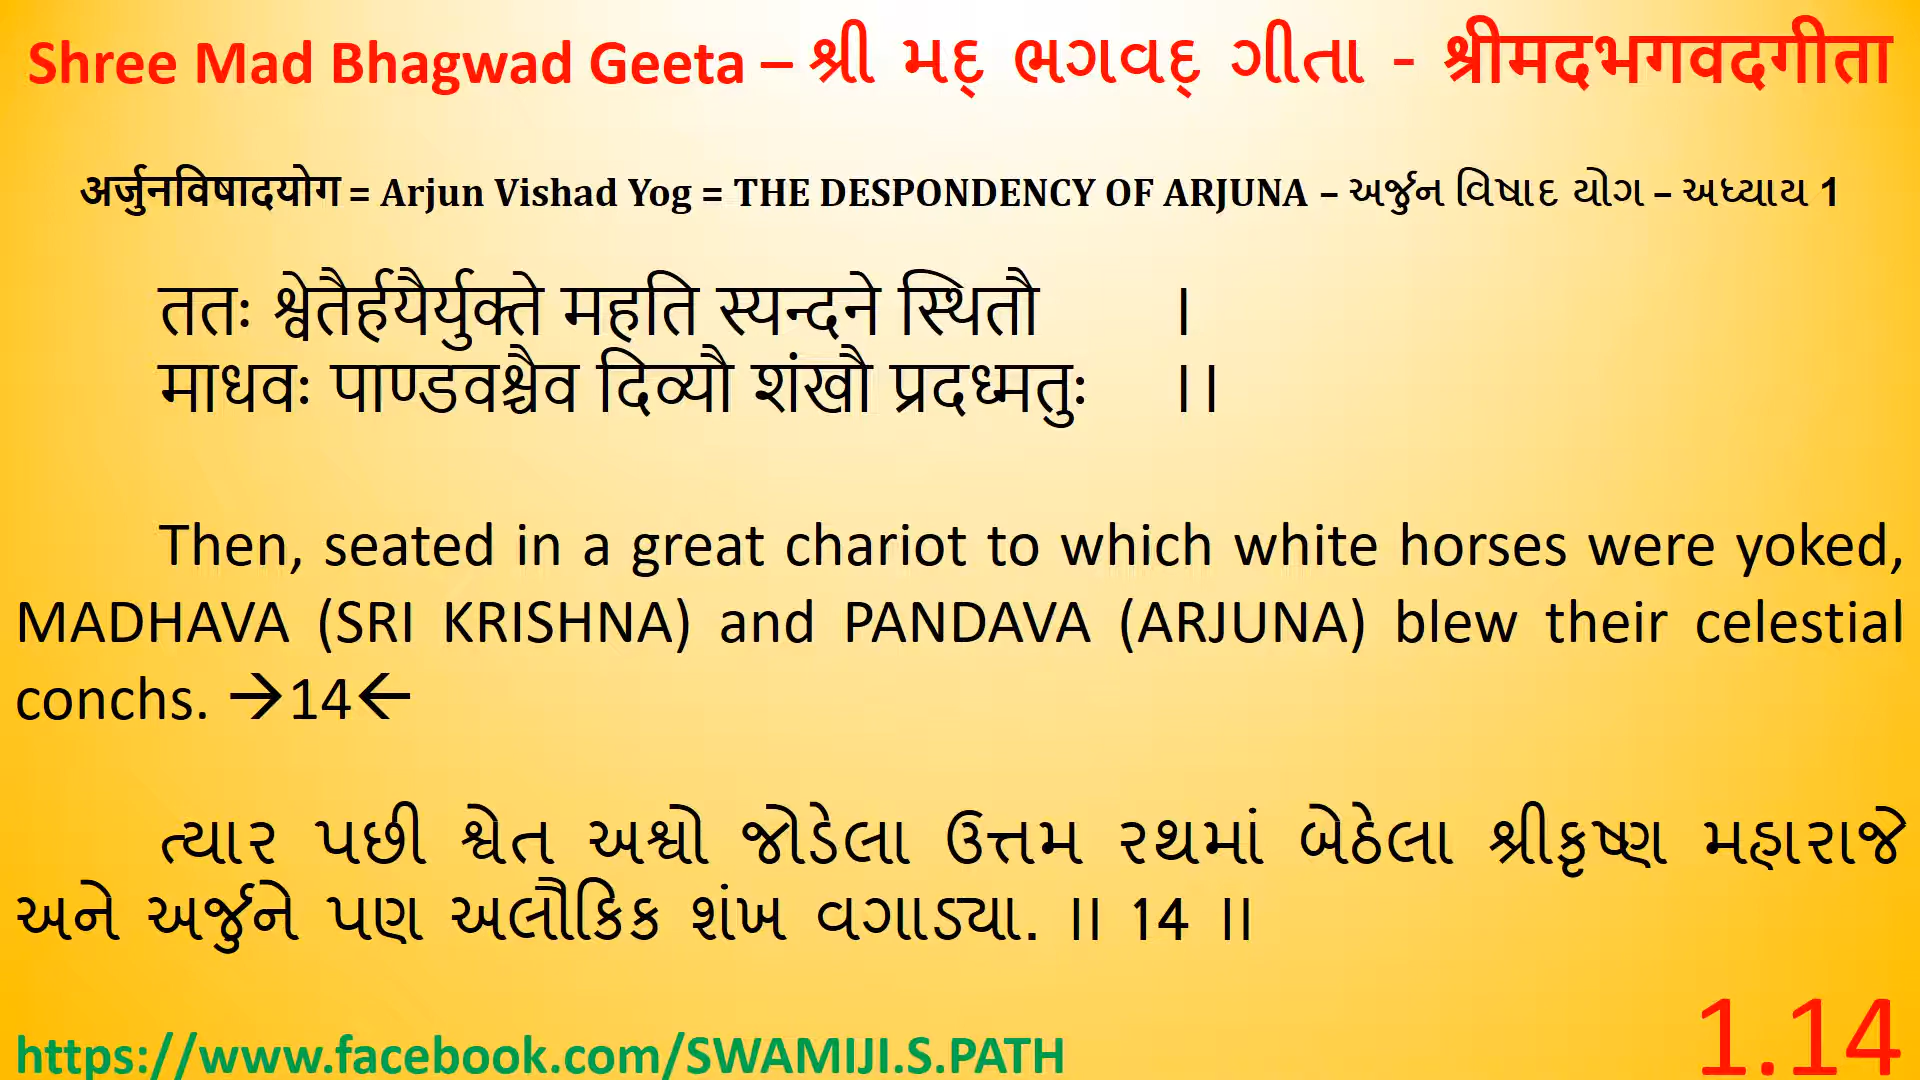 Shree Mad Bhagwad Geeta – શ્રી મદ્ ભગવદ્ ગીતા - श्रीमदभगवदगीता
अर्जुनविषादयोग = Arjun Vishad Yog = THE DESPONDENCY OF ARJUNA – અર્જુન વિષાદ યોગ – અધ્યાય 1
ततः श्वेतैर्हयैर्युक्ते महति स्यन्दने स्थितौ ।
माधवः पाण्डवश्चैव दिव्यौ शंखौ प्रदध्मतुः ।।
Then, seated in a great chariot to which white horses were yoked,
MADHAVA (SRI KRISHNA) and PANDAVA (ARJUNA) blew their celestial
conchs. →14←
ત્યાર પછી શ્વેત અશ્વો જોડેલા ઉત્તમ રથમાં બેઠેલા શ્રીકૃષ્ણ મહારાજે
અને અર્જુને પણ અલૌકિક શંખ વગાડ્યા. ।। 14 ।।
https://www.facebook.com/SWAMIJI.S.PATH
1.14